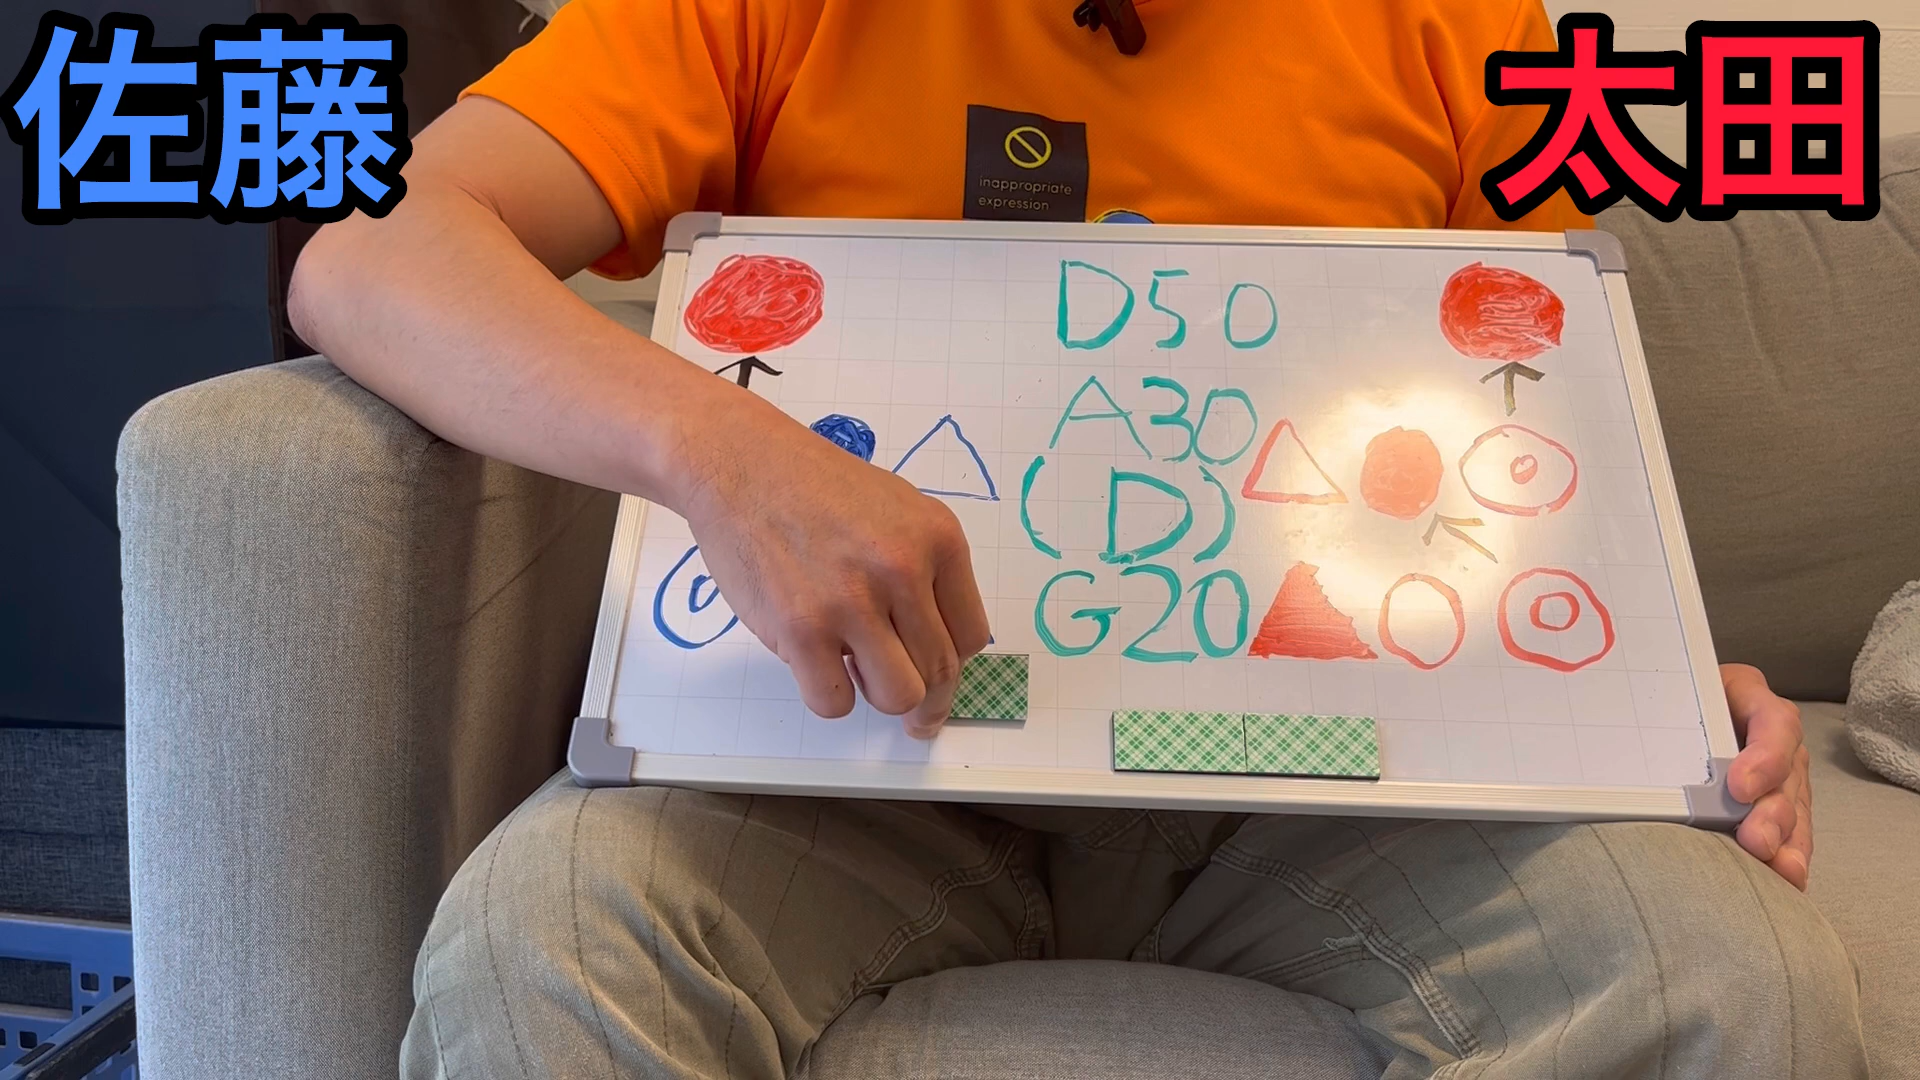 佐藤
太田
inappropriate
expression
D50
A30
(D)
G20